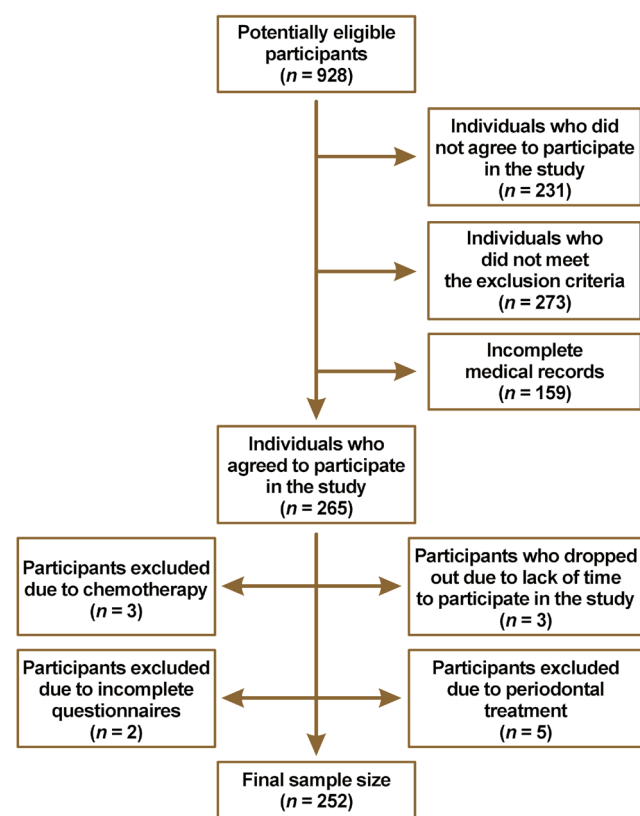 Potentially eligible
participants
(n = 928)
Individuals who did
not agree to participate
in the study
(n = 231)
Individuals who
did not meet
the exclusion criteria
(n = 273)
Incomplete
medical records
(n = 159)
Individuals who
agreed to participate
in the study
(n = 265)
Participants excluded
due to chemotherapy
(n = 3)
Participants who dropped
out due to lack of time
to participate in the study
(n = 3)
Participants excluded
due to incomplete
questionnaires
(n = 2)
Participants excluded
due to periodontal
treatment
(n = 5)
Final sample size
(n = 252)